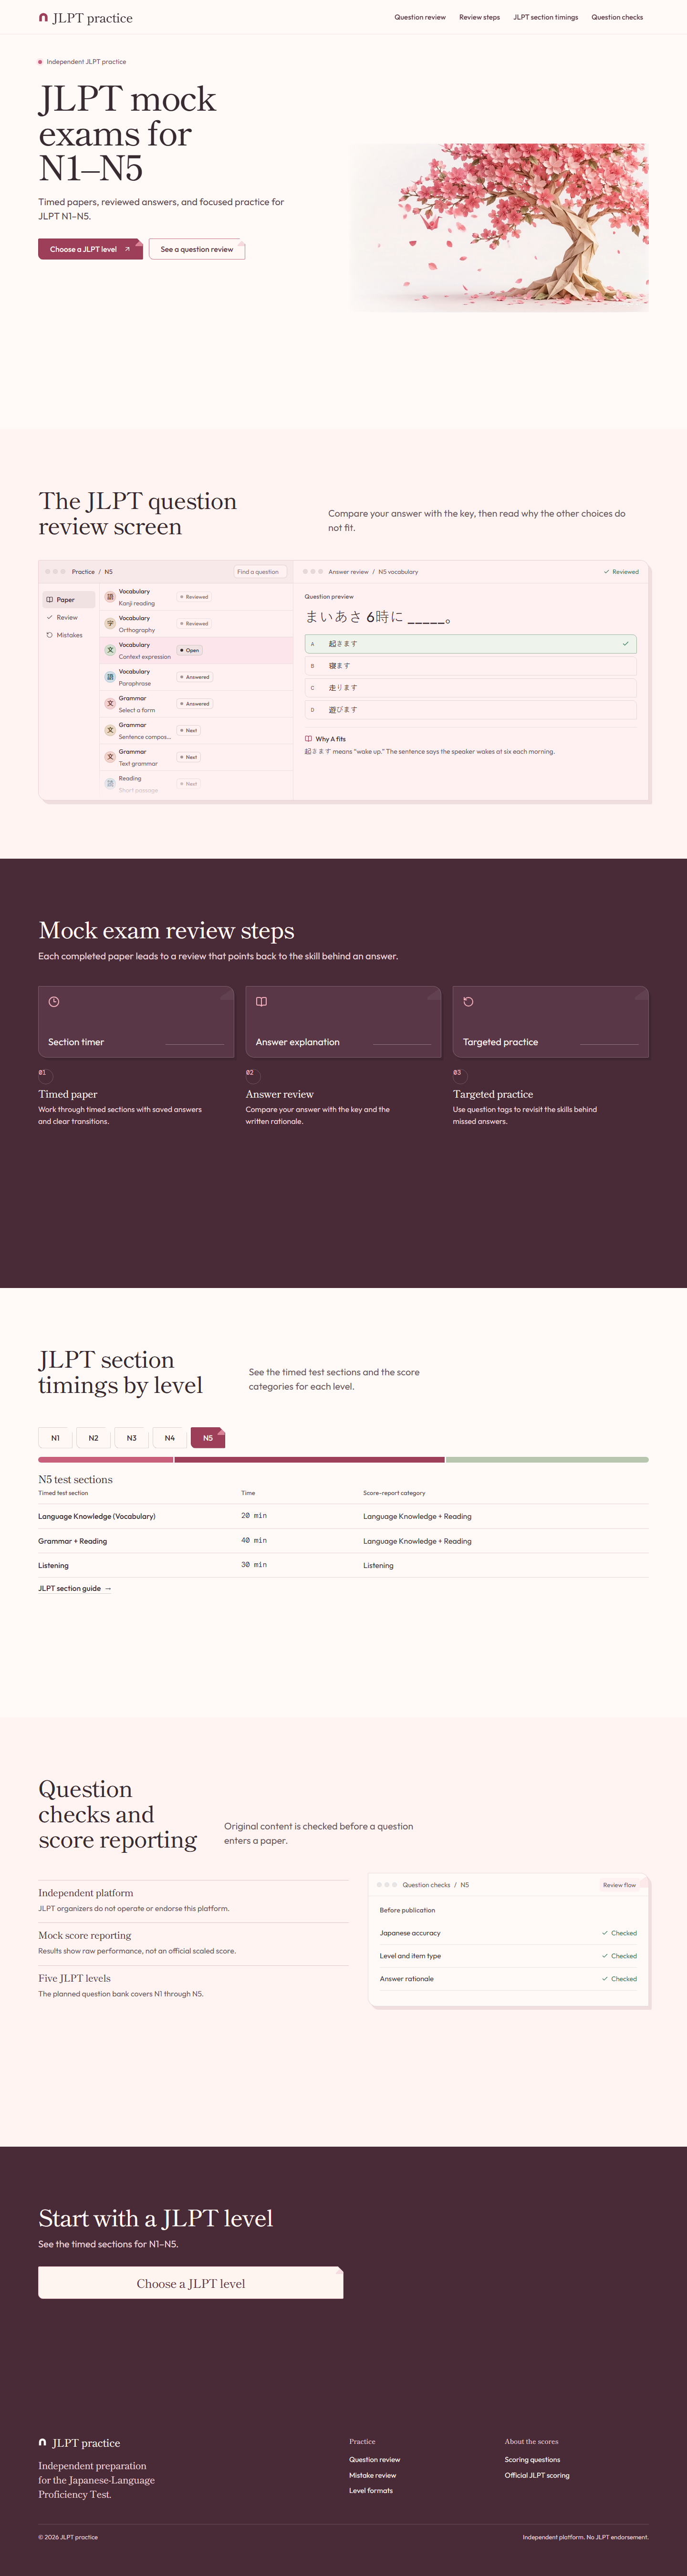 JLPT practice
Question review
Review steps
JLPT section timings
Question checks
Independent JLPT practice
JLPT mock
exams for
N1–N5
Timed papers, reviewed answers, and focused practice for
JLPT N1–N5.
Choose a JLPT level
See a question review
The JLPT question
review screen
Compare your answer with the key, then read why the other choices do
not fit.
Practice / N5
Find a question
Paper
Review
Mistakes
語 Vocabulary
Kanji reading
Reviewed
字 Vocabulary
Orthography
Reviewed
文 Vocabulary
Context expression
Open
語 Vocabulary
Paraphrase
Answered
文 Grammar
Select a form
Answered
文 Grammar
Sentence compos…
Next
文 Grammar
Text grammar
Next
読 Reading
Short passage
Next
Answer review / N5 vocabulary
Reviewed
Question preview
まいあさ 6時に _____。
A 起きます
B 寝ます
C 走ります
D 遊びます
Why A fits
起きます means “wake up.” The sentence says the speaker wakes at six each morning.
Mock exam review steps
Each completed paper leads to a review that points back to the skill behind an answer.
Section timer
Answer explanation
Targeted practice
01
Timed paper
Work through timed sections with saved answers
and clear transitions.
02
Answer review
Compare your answer with the key and the
written rationale.
03
Targeted practice
Use question tags to revisit the skills behind
missed answers.
JLPT section
timings by level
See the timed test sections and the score
categories for each level.
N1
N2
N3
N4
N5
N5 test sections
Timed test section Time Score-report category
Language Knowledge (Vocabulary) 20 min Language Knowledge + Reading
Grammar + Reading 40 min Language Knowledge + Reading
Listening 30 min Listening
JLPT section guide →
Question
checks and
score reporting
Original content is checked before a question
enters a paper.
Independent platform
JLPT organizers do not operate or endorse this platform.
Mock score reporting
Results show raw performance, not an official scaled score.
Five JLPT levels
The planned question bank covers N1 through N5.
Question checks / N5
Review flow
Before publication
Japanese accuracy Checked
Level and item type Checked
Answer rationale Checked
Start with a JLPT level
See the timed sections for N1–N5.
Choose a JLPT level
JLPT practice
Independent preparation
for the Japanese-Language
Proficiency Test.
Practice
Question review
Mistake review
Level formats
About the scores
Scoring questions
Official JLPT scoring
© 2026 JLPT practice
Independent platform. No JLPT endorsement.